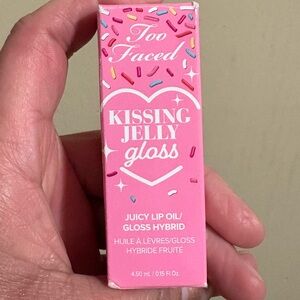 Too
Faced
KISSING
JELLY
gloss
JUICY LIP OIL/
GLOSS HYBRID
HUILE À LÈVRES/GLOSS
HYBRIDE FRUITÉ
4.50 mL / 0.15 Fl. Oz.